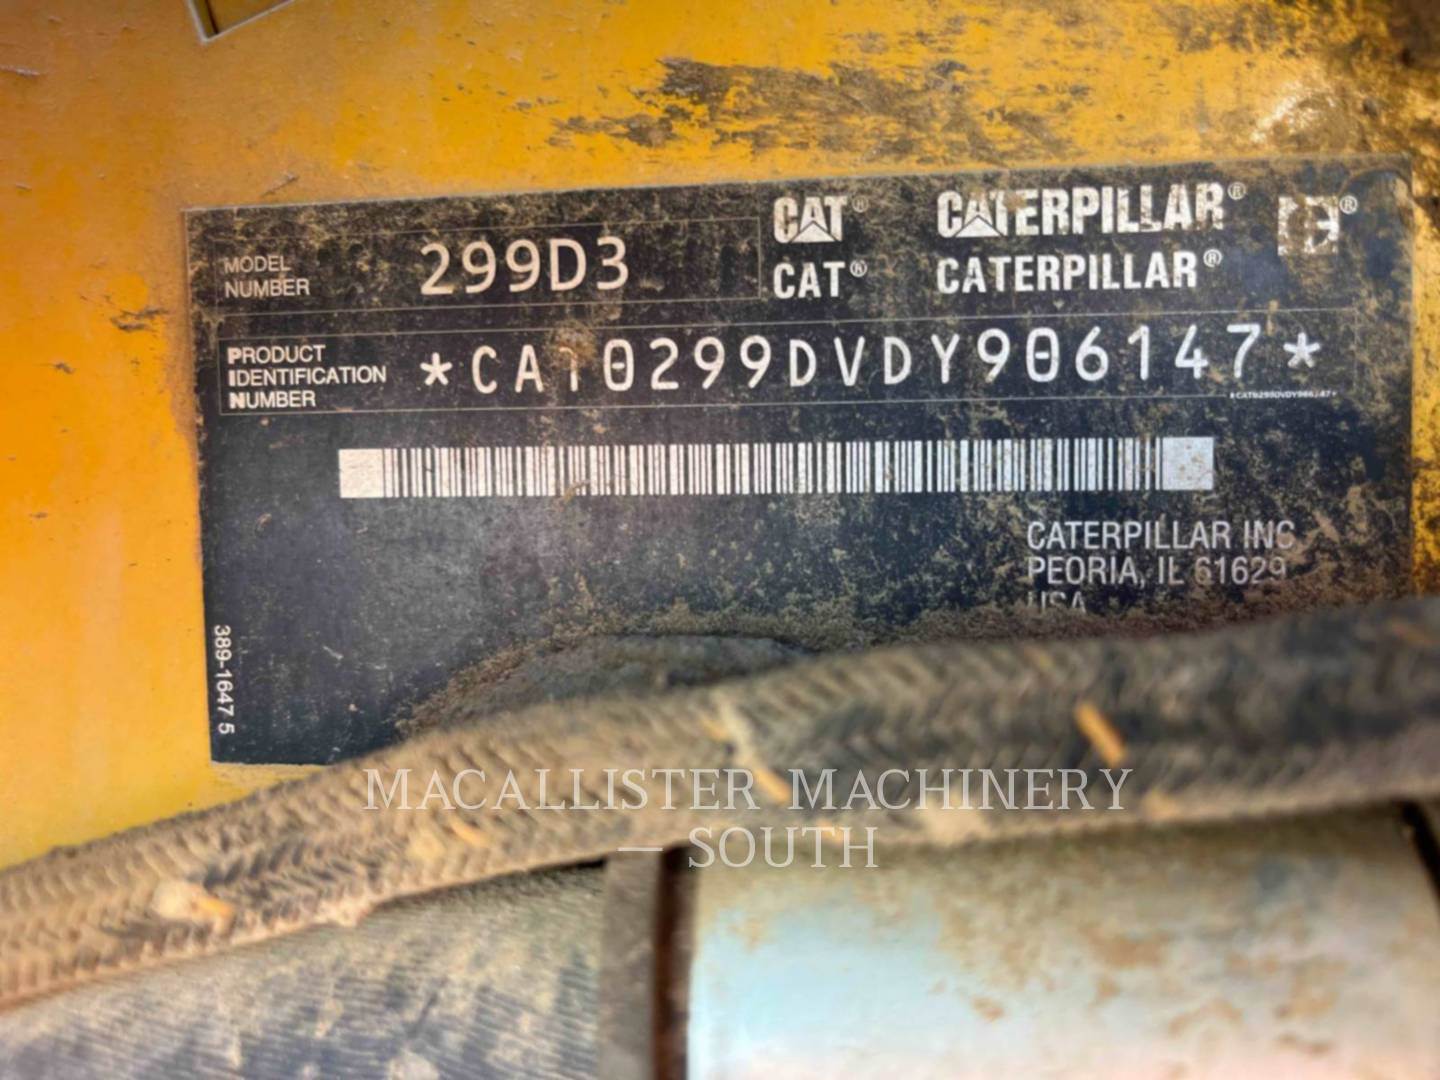 MODEL NUMBER 299D3
CAT® CATERPILLAR® ®
CAT® CATERPILLAR®
PRODUCT IDENTIFICATION NUMBER *CAT0299DVDY906147*
*CAT0299DVDY906147*
CATERPILLAR INC
PEORIA, IL 61629
USA
389-1647 5
MACALLISTER MACHINERY
— SOUTH